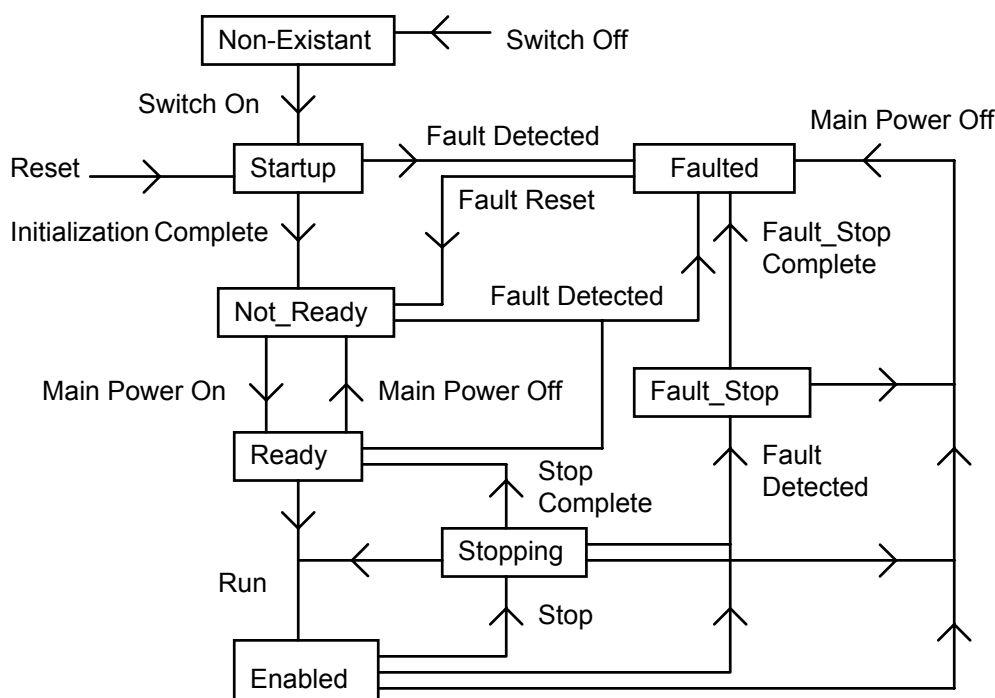 Non-Existant
Switch Off
Switch On
Fault Detected
Main Power Off
Reset
Startup
Faulted
Fault Reset
Initialization Complete
Fault_Stop
Complete
Fault Detected
Not_Ready
Main Power On
Main Power Off
Fault_Stop
Ready
Stop
Complete
Fault
Detected
Stopping
Run
Stop
Enabled